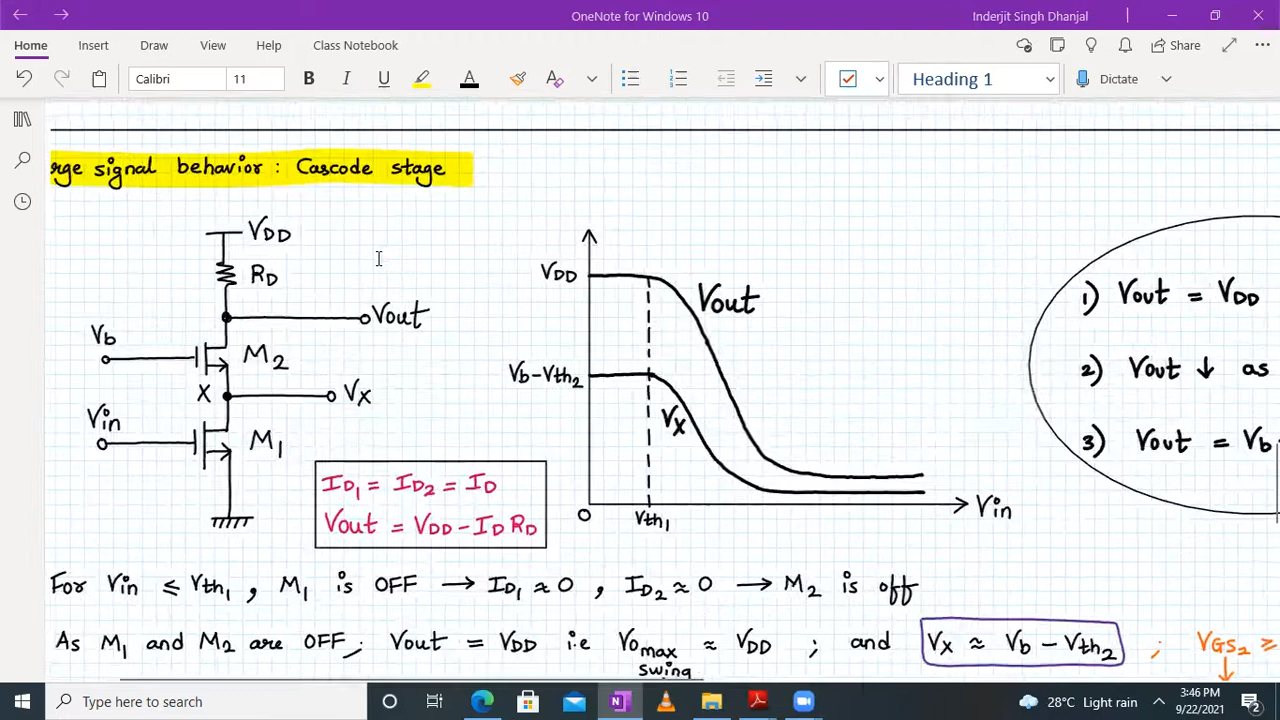 OneNote for Windows 10
Inderjit Singh Dhanjal
Home Insert Draw View Help Class Notebook
Share
Calibri 11 B I U A Heading 1 Dictate
rge signal behavior : Cascode stage
VDD
RD
Vout
Vb
M2
X
VX
Vin
M1
ID1 = ID2 = ID
Vout = VDD - ID RD
VDD
Vout
Vb-Vth2
VX
0
Vth1
Vin
1) Vout = VDD
2) Vout ↓ as
3) Vout = Vb
For Vin ≤ Vth1 , M1 is OFF → ID1 ≈ 0 , ID2 ≈ 0 → M2 is off
As M1 and M2 are OFF; Vout = VDD i.e Vomax ≈ VDD ; and VX ≈ Vb - Vth2 ; VGS2 ≥
swing
Type here to search
28°C Light rain
3:46 PM
9/22/2021
2